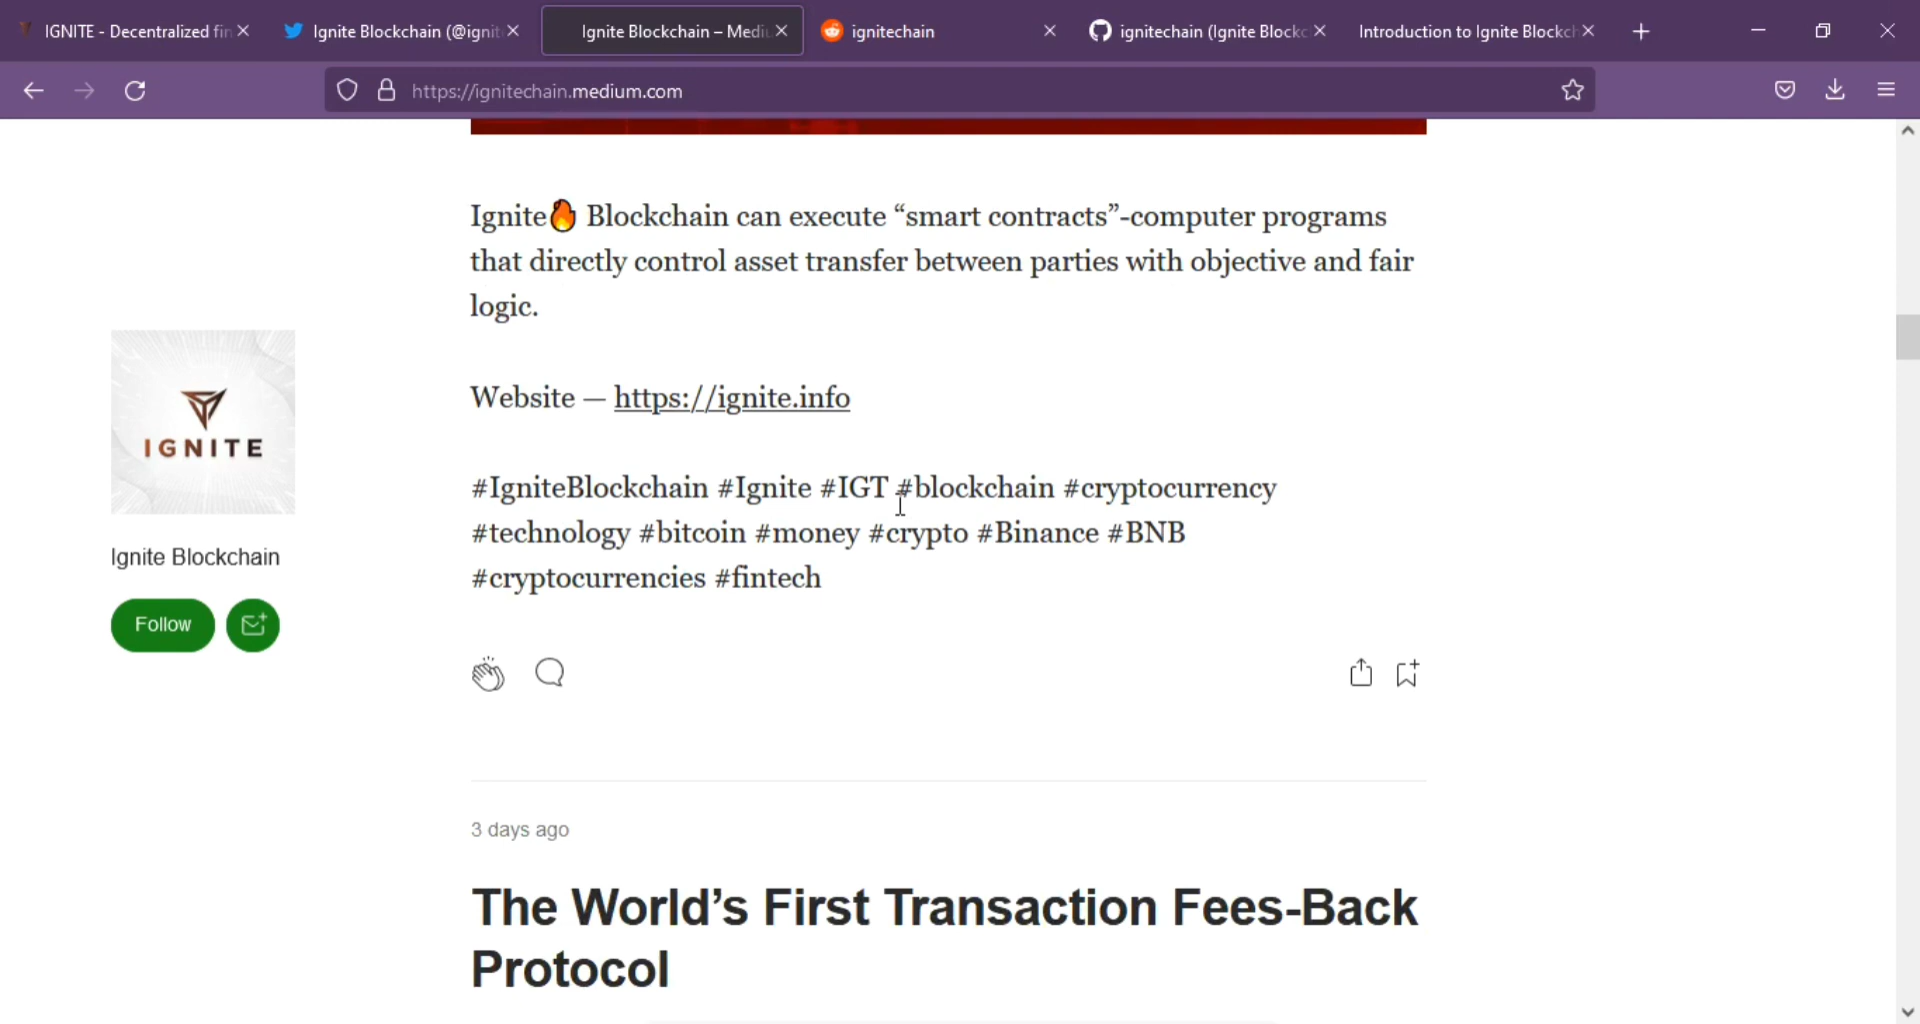 IGNITE - Decentralized fin
Ignite Blockchain (@ignit
Ignite Blockchain – Mediu
ignitechain
ignitechain (Ignite Blockc
Introduction to Ignite Blockch
https://ignitechain.medium.com
Ignite🔥 Blockchain can execute “smart contracts”-computer programs
that directly control asset transfer between parties with objective and fair
logic.
Website — https://ignite.info
#IgniteBlockchain #Ignite #IGT #blockchain #cryptocurrency
#technology #bitcoin #money #crypto #Binance #BNB
#cryptocurrencies #fintech
IGNITE
Ignite Blockchain
Follow
3 days ago
The World’s First Transaction Fees-Back
Protocol